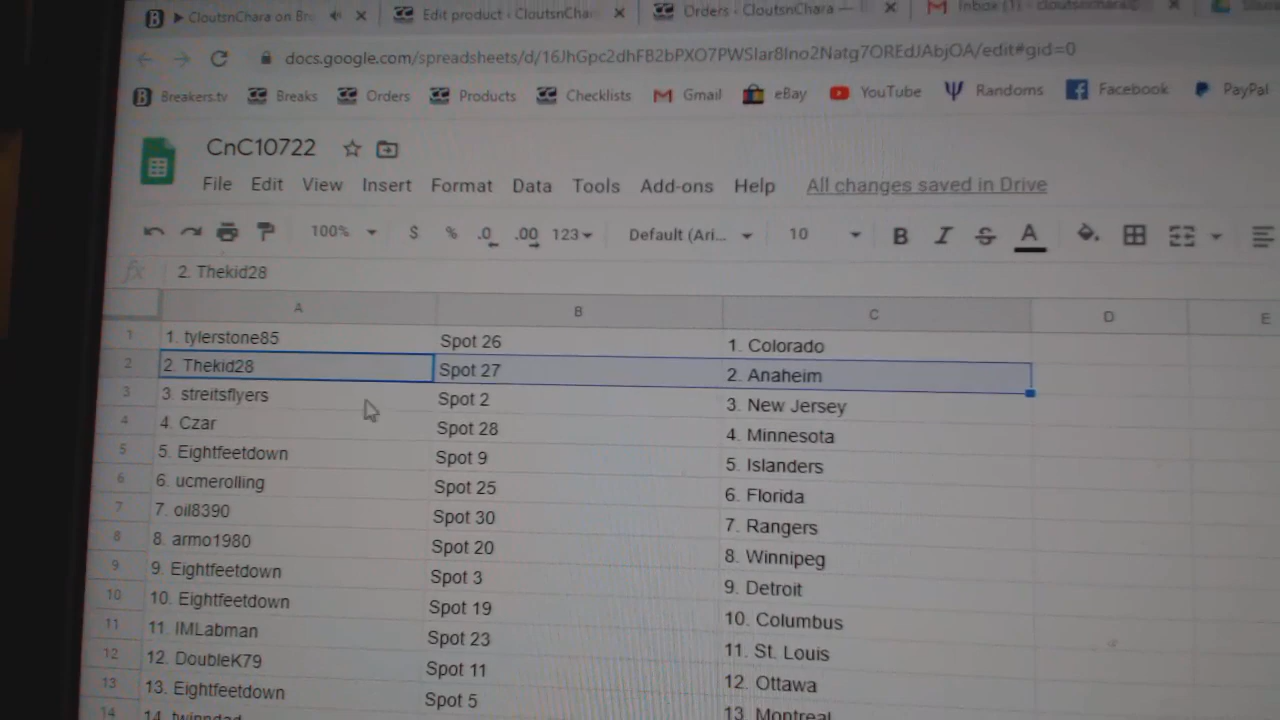 CloutsnChara on Br
Edit product · CloutsnChar
Orders · CloutsnChara —
Inbox (1)
docs.google.com/spreadsheets/d/
/edit#gid=0
Breakers.tv Breaks Orders Products Checklists Gmail eBay YouTube Randoms Facebook PayPal
CnC10722
File Edit View Insert Format Data Tools Add-ons Help All changes saved in Drive
100% $ % .0 .00 123 Default (Ari... 10 B I S A
fx 2. Thekid28
A B C D E
1 1. tylerstone85 Spot 26 1. Colorado
2 2. Thekid28 Spot 27 2. Anaheim
3 3. streitsflyers Spot 2 3. New Jersey
4 4. Czar Spot 28 4. Minnesota
5 5. Eightfeetdown Spot 9 5. Islanders
6 6. ucmerolling Spot 25 6. Florida
7 7. oil8390 Spot 30 7. Rangers
8 8. armo1980 Spot 20 8. Winnipeg
9 9. Eightfeetdown Spot 3 9. Detroit
10 10. Eightfeetdown Spot 19 10. Columbus
11 11. IMLabman Spot 23 11. St. Louis
12 12. DoubleK79 Spot 11 12. Ottawa
13 13. Eightfeetdown Spot 5 13. Montreal
14 14. twinndad